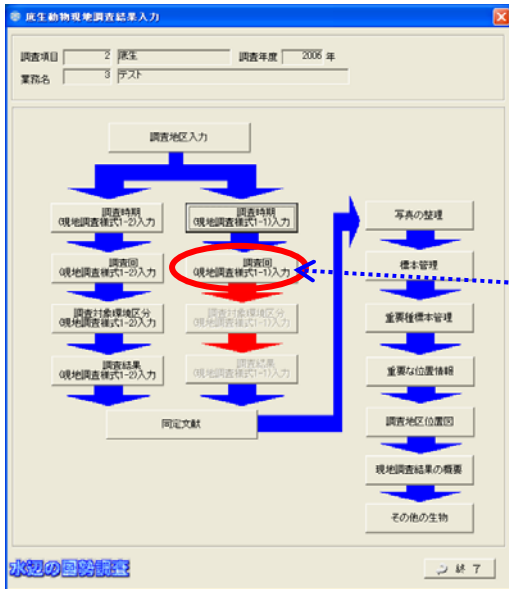 底生動物現地調査結果入力
調査項目 2 底生 調査年度 2006 年
業務名 3 テスト
調査地区入力
調査時期
(現地調査様式1-2)入力
調査時期
(現地調査様式1-1)入力
調査回
(現地調査様式1-2)入力
調査回
(現地調査様式1-1)入力
調査対象環境区分
(現地調査様式1-2)入力
調査対象環境区分
(現地調査様式1-1)入力
調査結果
(現地調査様式1-2)入力
調査結果
(現地調査様式1-1)入力
同定文献
写真の整理
標本管理
重要種標本管理
重要な位置情報
調査地区位置図
現地調査結果の概要
その他の生物
水辺の国勢調査
終了